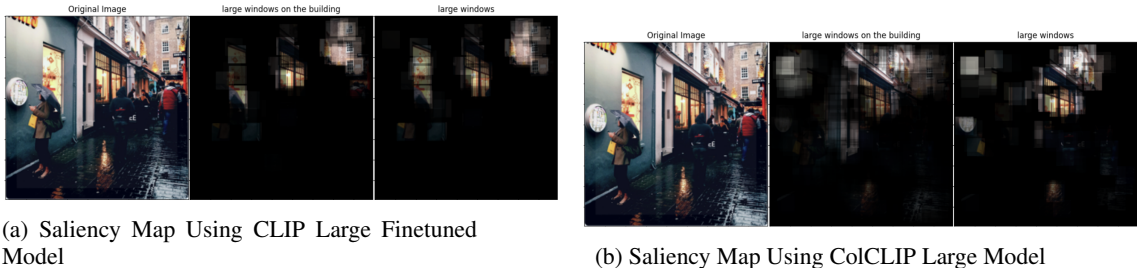 Original Image
large windows on the building
large windows
(a) Saliency Map Using CLIP Large Finetuned
Model
Original Image
large windows on the building
large windows
(b) Saliency Map Using ColCLIP Large Model